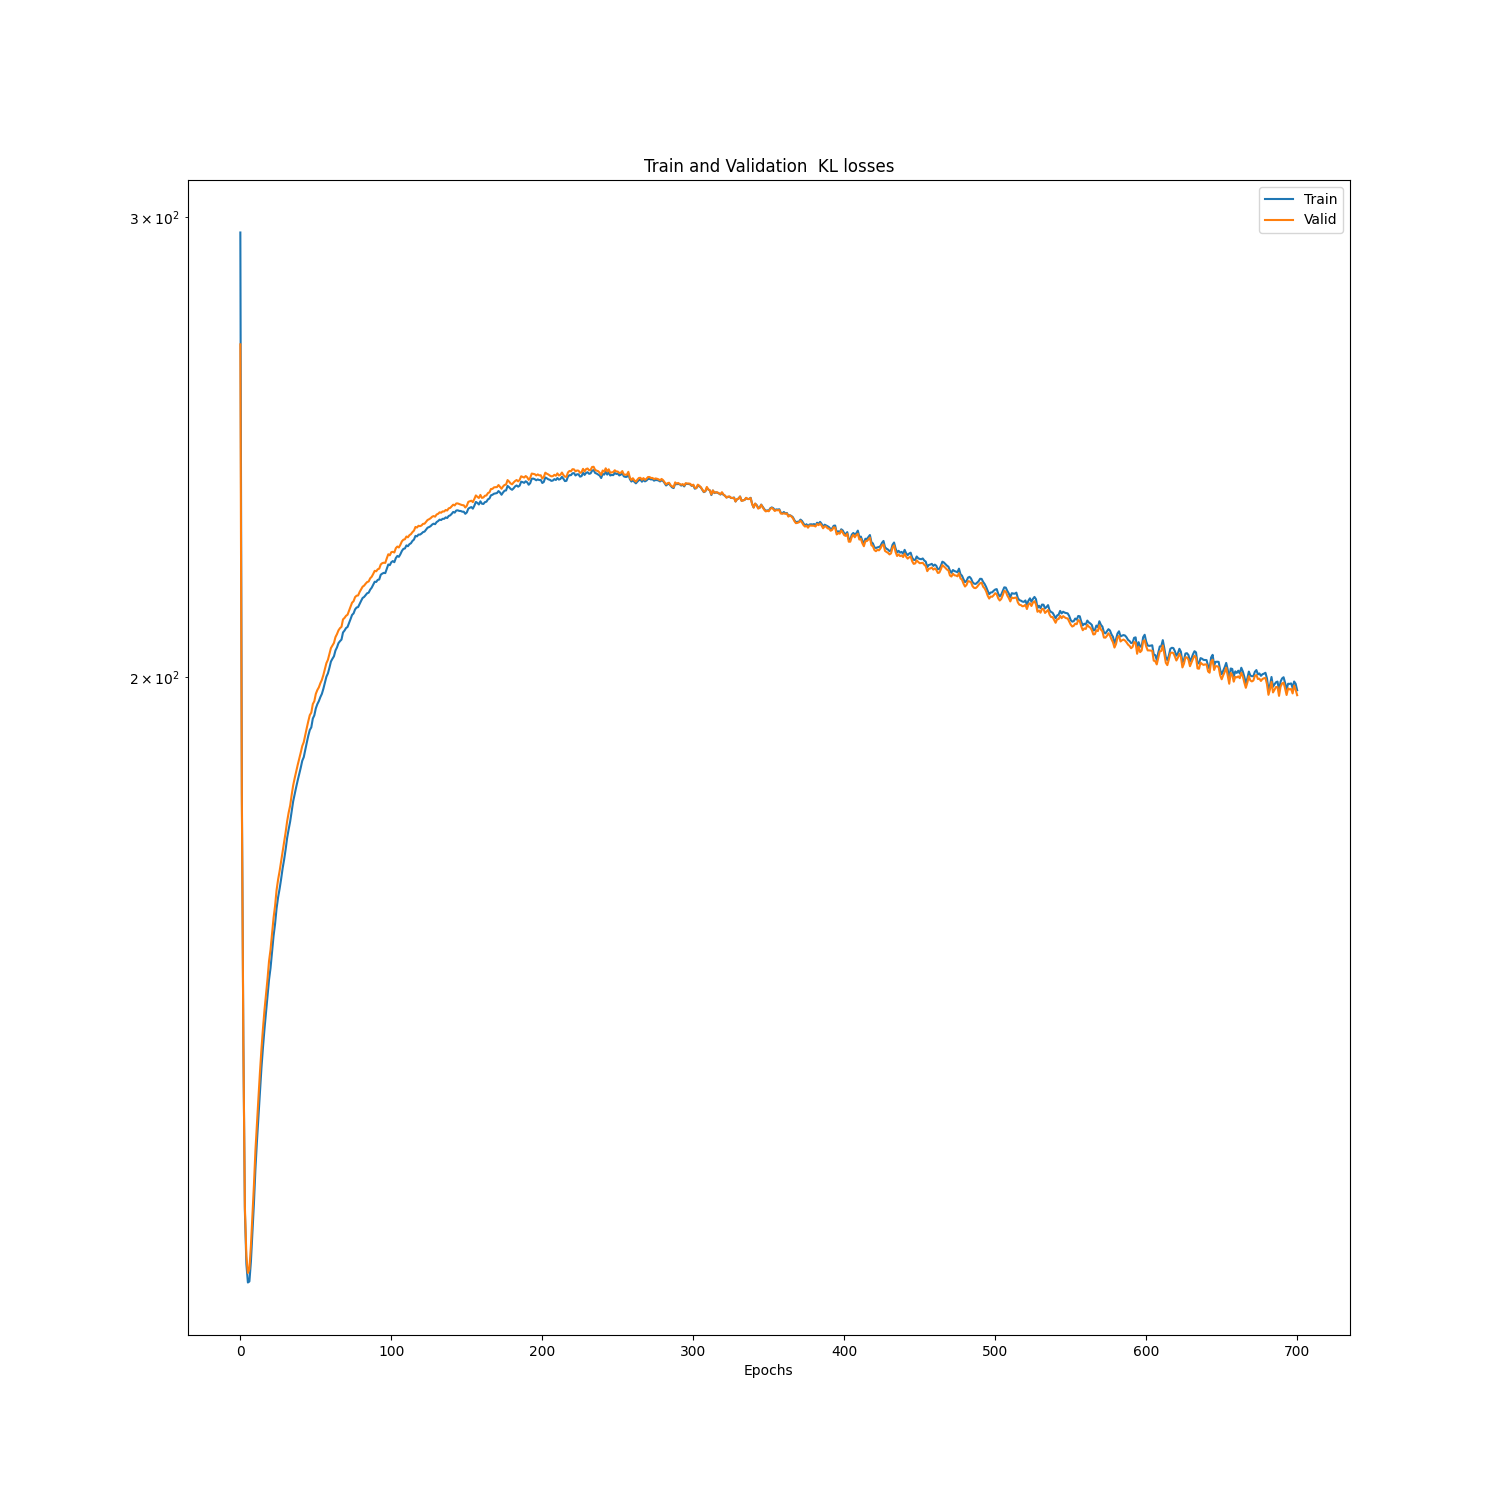 Train and Validation  KL losses
Train
Valid
3 × 10²
2 × 10²
0 100 200 300 400 500 600 700
Epochs